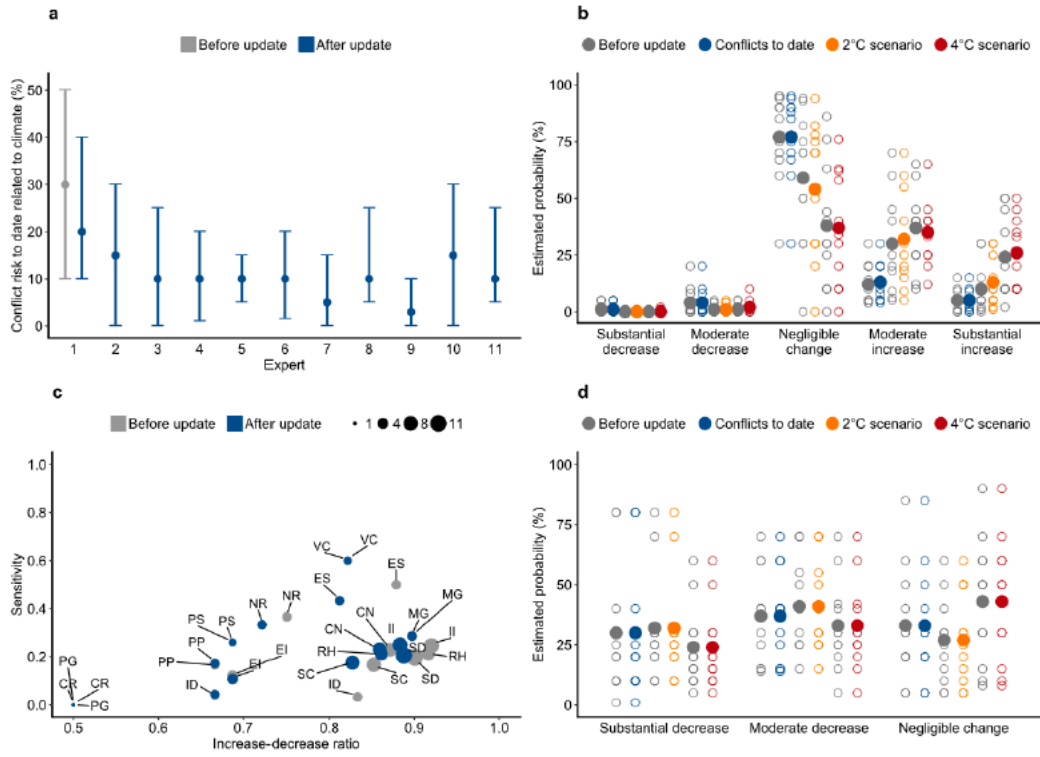 a
Before update After update
Conflict risk to date related to climate (%)
50
40
30
20
10
0
1 2 3 4 5 6 7 8 9 10 11
Expert
b
Before update Conflicts to date 2°C scenario 4°C scenario
Estimated probability (%)
100
75
50
25
0
Substantial decrease Moderate decrease Negligible change Moderate increase Substantial increase
c
Before update After update 1 4 8 11
Sensitivity
1.0
0.8
0.6
0.4
0.2
0.0
VC VC
ES ES
NR NR
CN MG MG
PS PS
CN II II
PP RH SD RH
PP EI EI
SC SC SD
ID ID
PG
CR CR
PG
0.5 0.6 0.7 0.8 0.9 1.0
Increase-decrease ratio
d
Before update Conflicts to date 2°C scenario 4°C scenario
Estimated probability (%)
100
75
50
25
0
Substantial decrease Moderate decrease Negligible change